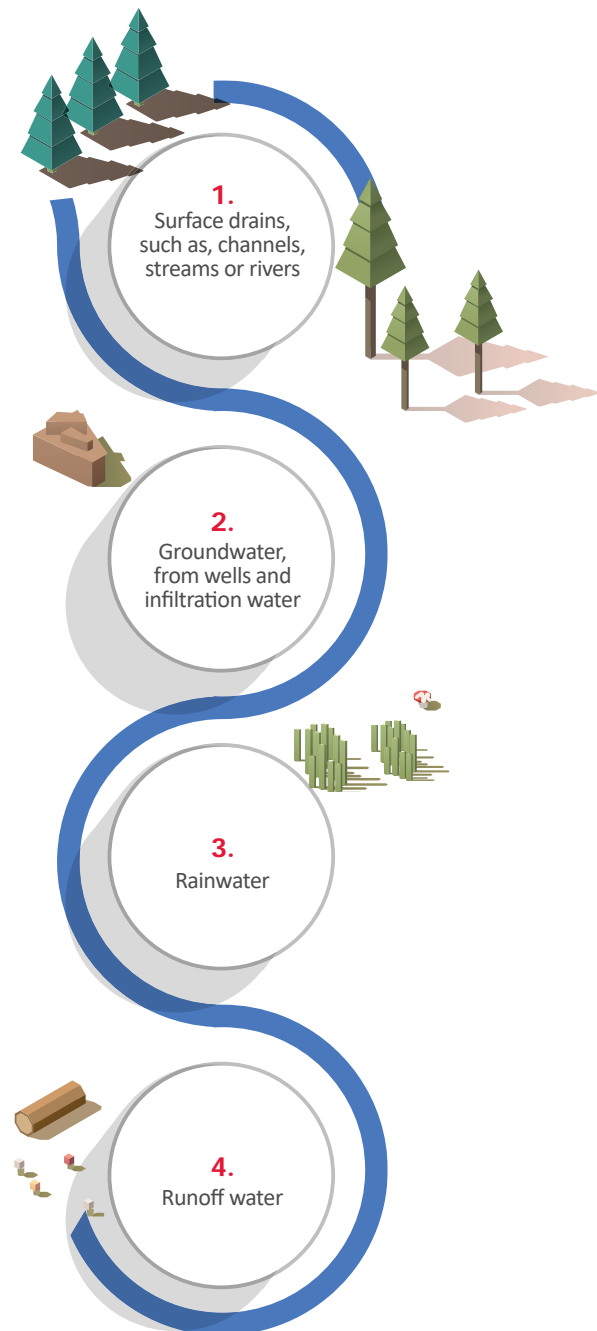 1.
Surface drains,
such as, channels,
streams or rivers
2.
Groundwater,
from wells and
infiltration water
3.
Rainwater
4.
Runoff water